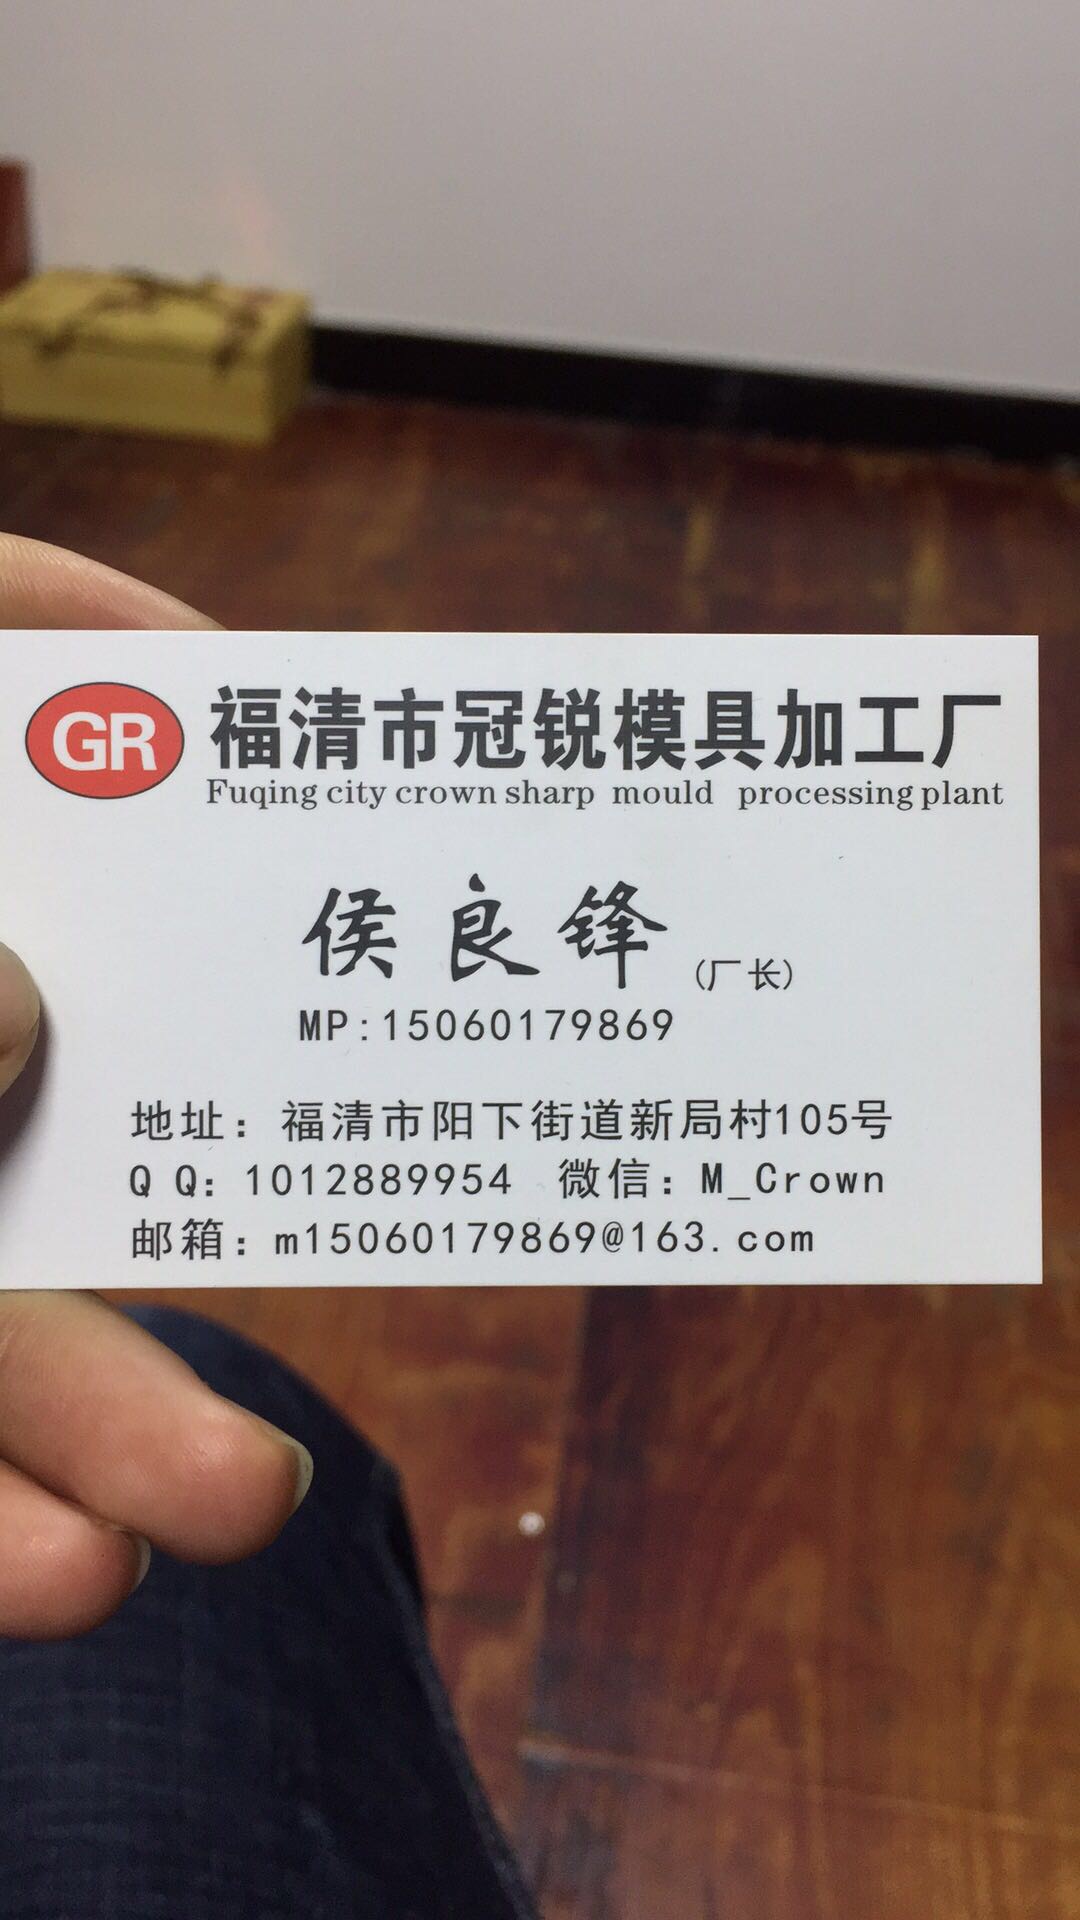 GR 福清市冠锐模具加工厂
Fuqing city crown sharp mould processing plant
侯良锋 (厂长)
MP:15060179869
地址：福清市阳下街道新局村105号
QQ：1012889954 微信：M_Crown
邮箱：m15060179869@163.com